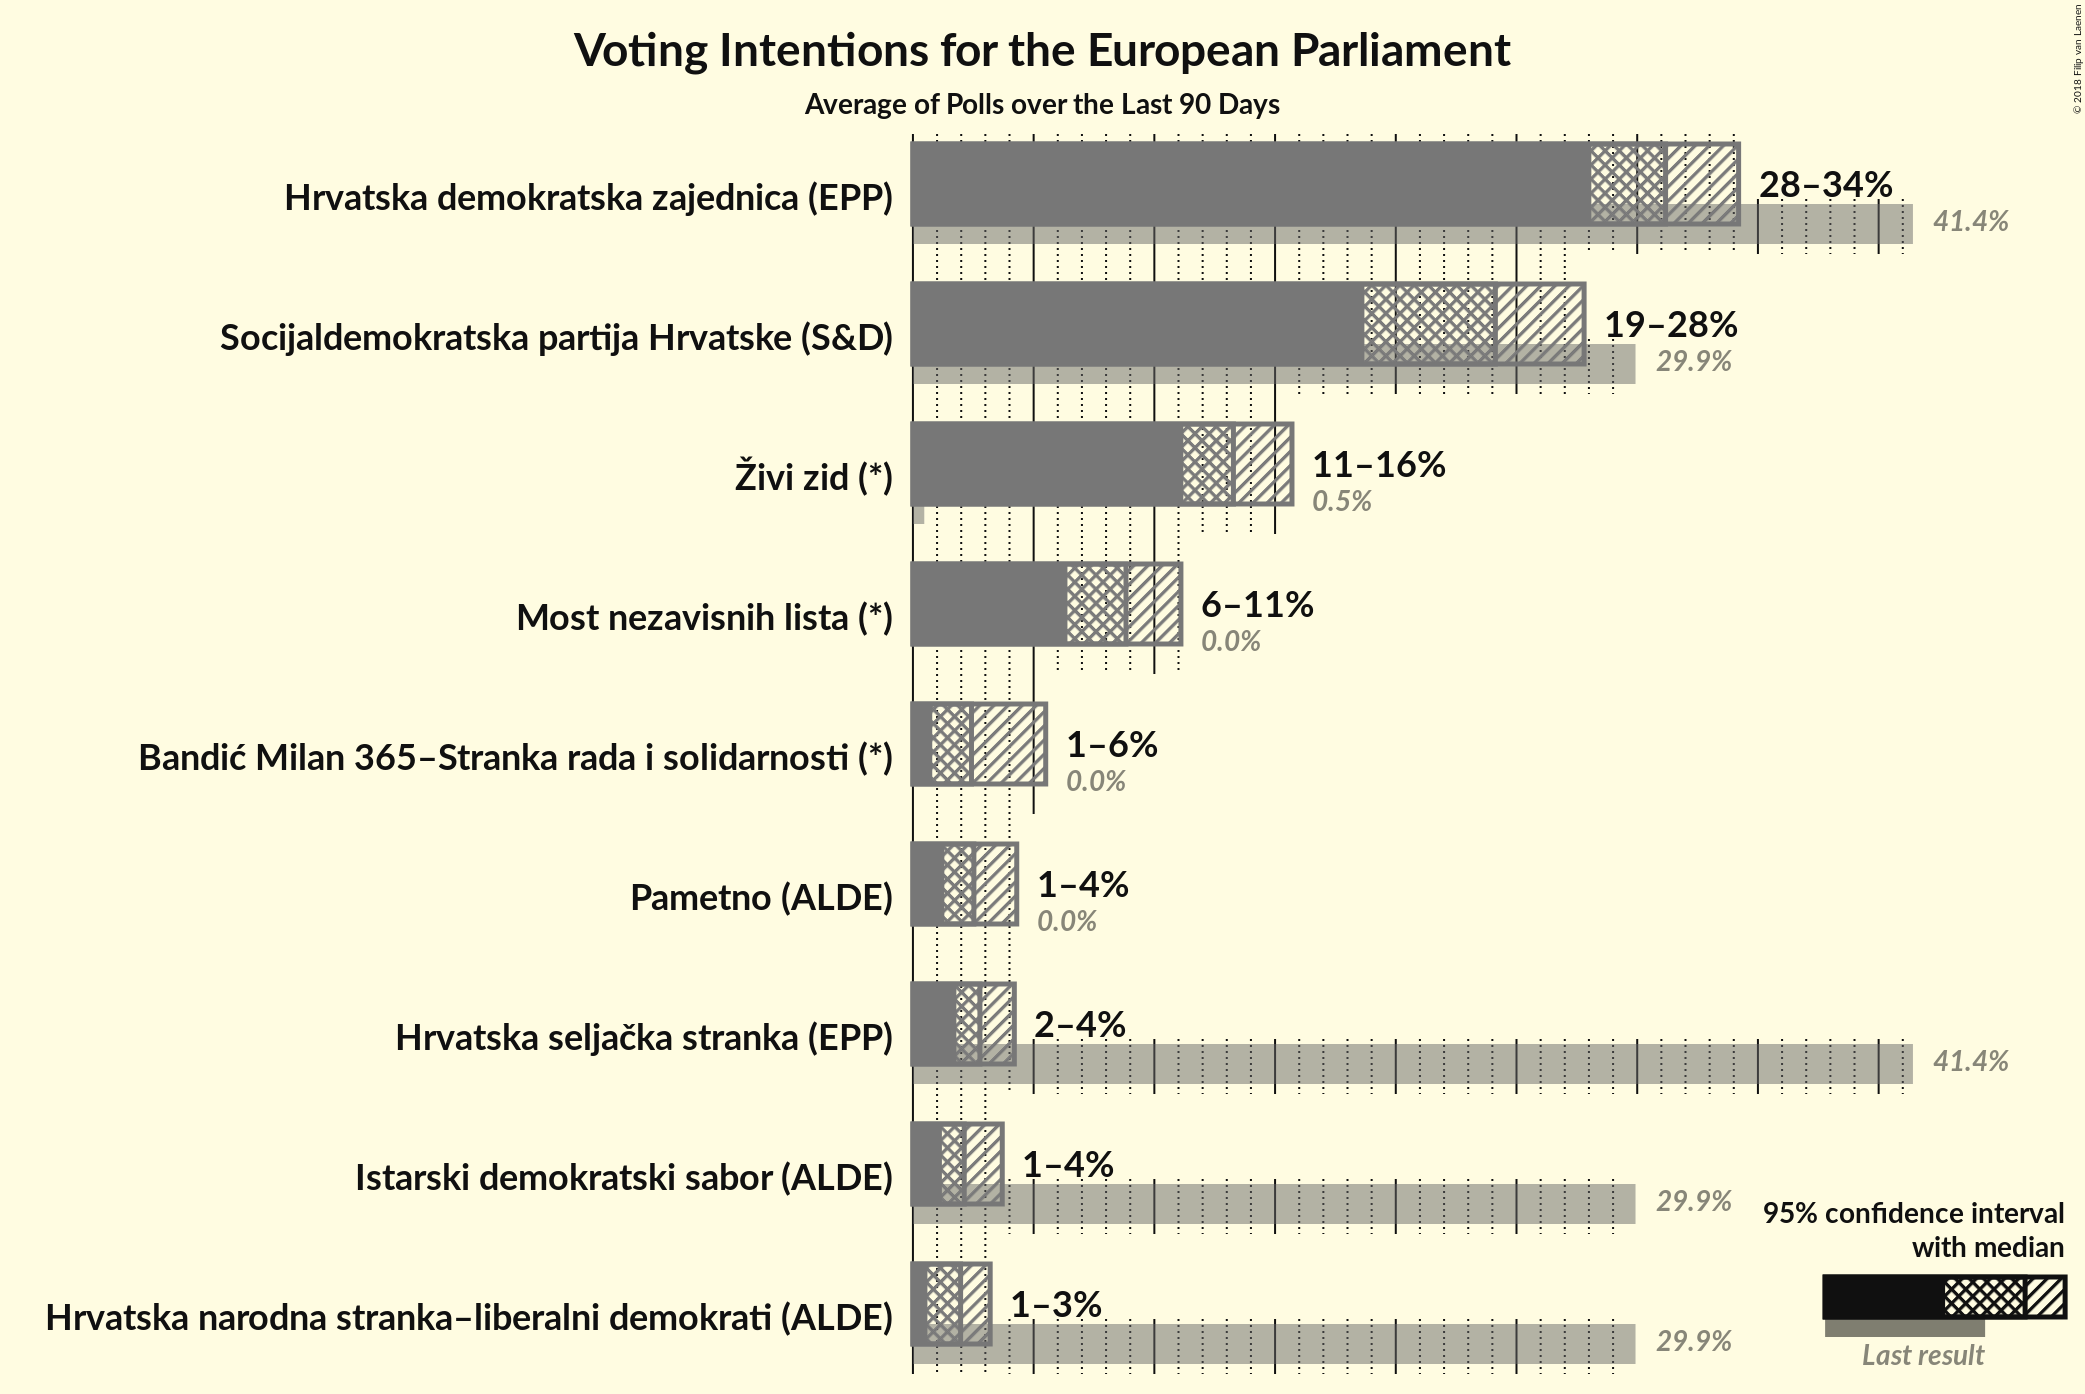 Voting Intentions for the European Parliament
Average of Polls over the Last 90 Days
© 2018 Filip van Laenen
Hrvatska demokratska zajednica (EPP)
28–34%
41.4%
Socijaldemokratska partija Hrvatske (S&D)
19–28%
29.9%
Živi zid (*)
11–16%
0.5%
Most nezavisnih lista (*)
6–11%
0.0%
Bandić Milan 365–Stranka rada i solidarnosti (*)
1–6%
0.0%
Pametno (ALDE)
1–4%
0.0%
Hrvatska seljačka stranka (EPP)
2–4%
41.4%
Istarski demokratski sabor (ALDE)
1–4%
29.9%
Hrvatska narodna stranka–liberalni demokrati (ALDE)
1–3%
29.9%
95% confidence interval
with median
Last result